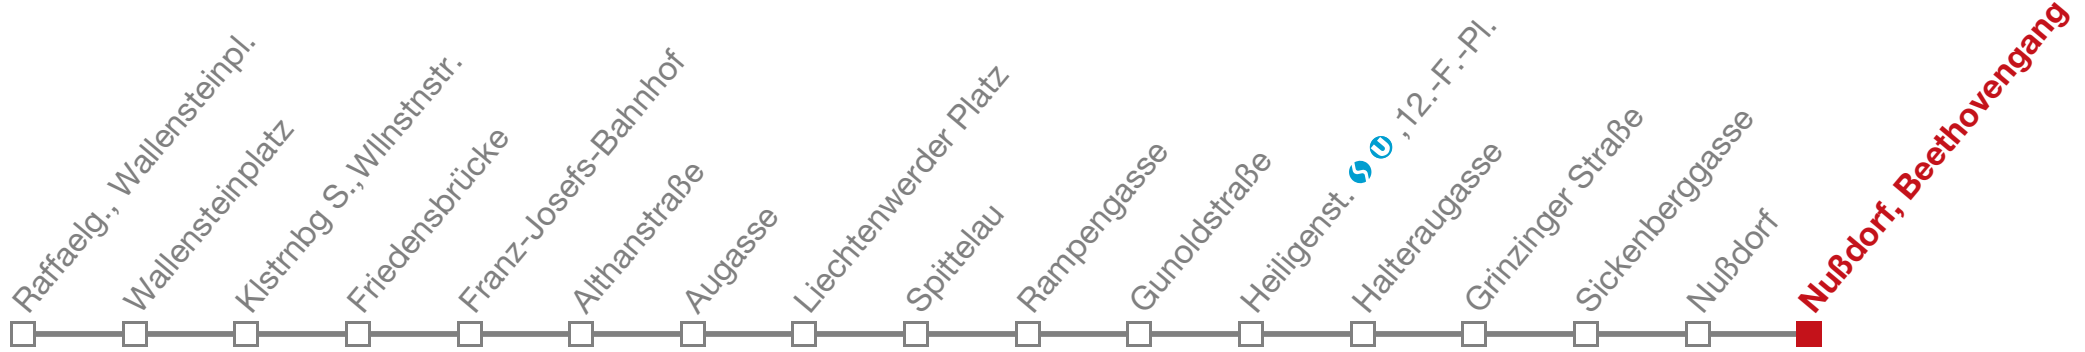 Raffaelg., Wallensteinpl.
Wallensteinplatz
Klstrnbg S.,Wllnstnstr.
Friedensbrücke
Franz-Josefs-Bahnhof
Althanstraße
Augasse
Liechtenwerder Platz
Spittelau
Rampengasse
Gunoldstraße
Heiligenst. S U ,12.-F.-Pl.
Halteraugasse
Grinzinger Straße
Sickenberggasse
Nußdorf
Nußdorf, Beethovengang